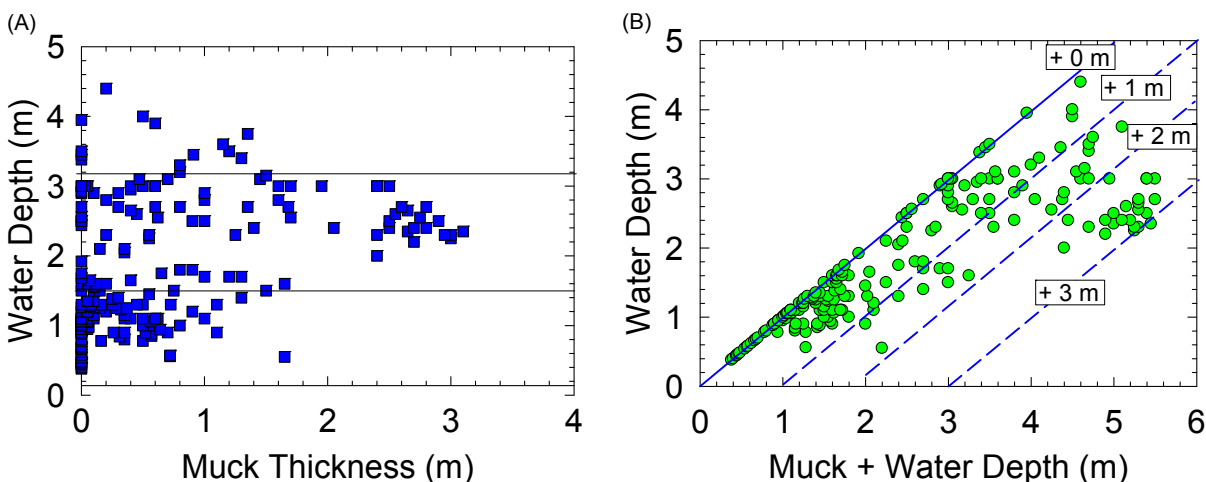 (A)
5
4
3
2
1
0
Water Depth (m)
0 1 2 3 4
Muck Thickness (m)
(B)
5
4
3
2
1
0
Water Depth (m)
+ 0 m
+ 1 m
+ 2 m
+ 3 m
0 1 2 3 4 5 6
Muck + Water Depth (m)